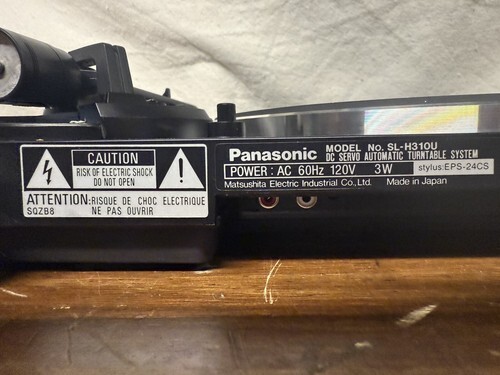 CAUTION
RISK OF ELECTRIC SHOCK
DO NOT OPEN
ATTENTION:RISQUE DE CHOC ELECTRIQUE
SQZB8 NE PAS OUVRIR
Panasonic MODEL No. SL-H310U
DC SERVO AUTOMATIC TURNTABLE SYSTEM
POWER: AC 60Hz 120V 3W stylus:EPS-24CS
Matsushita Electric Industrial Co., Ltd. Made in Japan